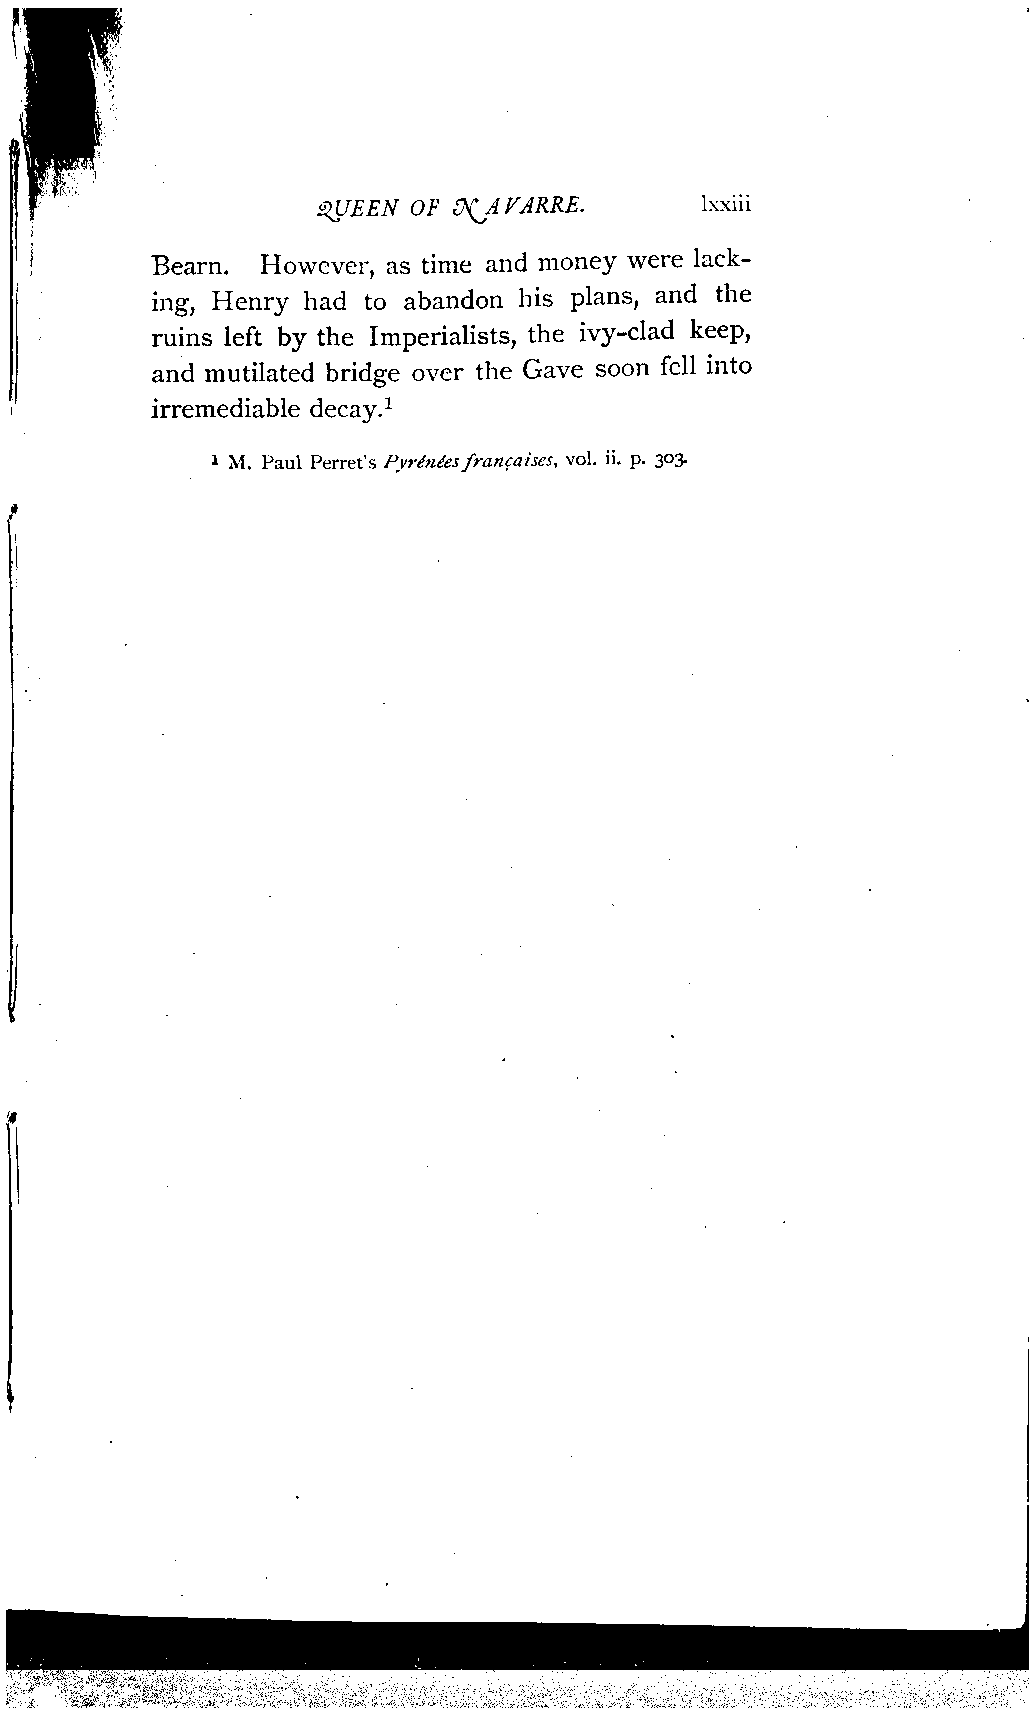 QUEEN OF NAVARRE. lxxiii
Bearn. However, as time and money were lack-
ing, Henry had to abandon his plans, and the
ruins left by the Imperialists, the ivy-clad keep,
and mutilated bridge over the Gave soon fell into
irremediable decay.¹
¹ M. Paul Perret's Pyrénées françaises, vol. ii. p. 303.